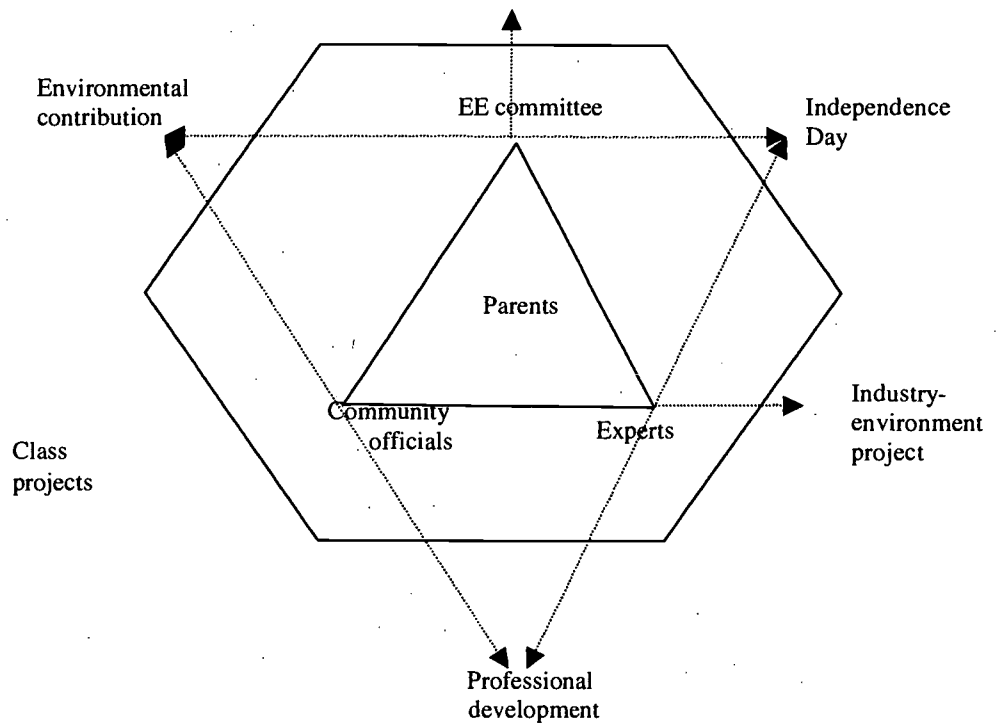 Environmental
contribution
EE committee
Independence
Day
Parents
Community
officials
Experts
Industry-
environment
project
Class
projects
Professional
development